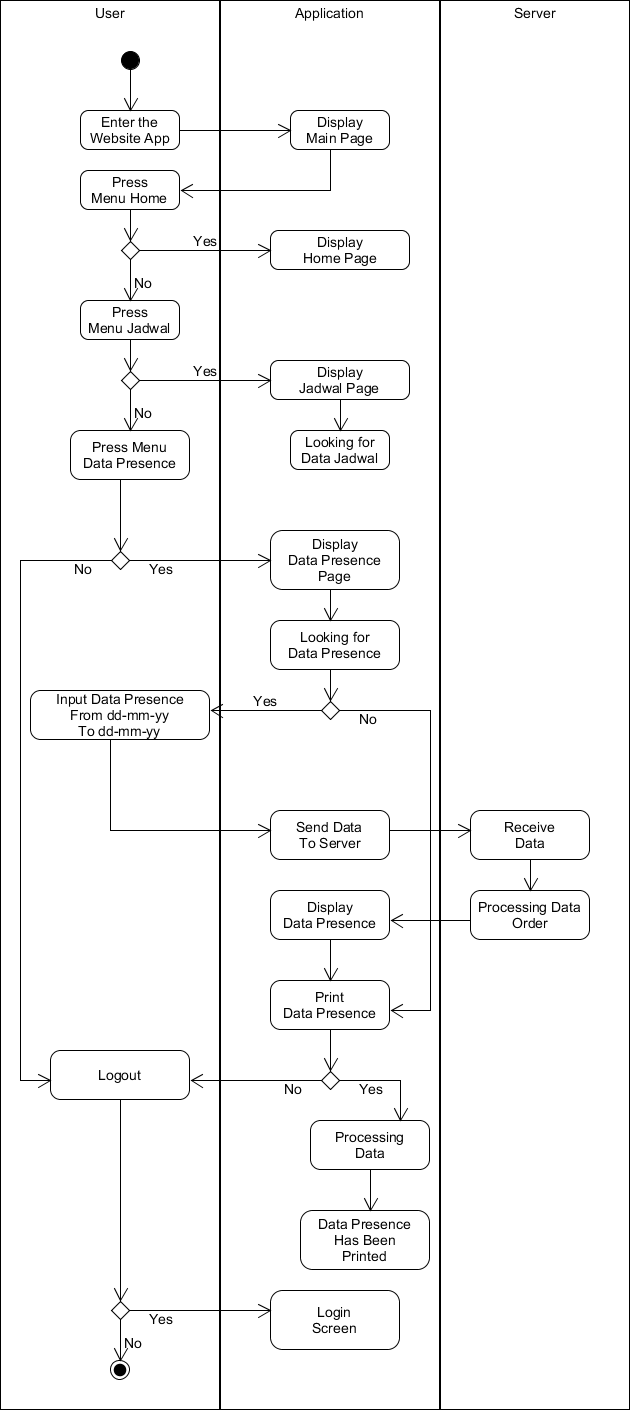 User
Application
Server
Enter the
Website App
Display
Main Page
Press
Menu Home
Yes
Display
Home Page
No
Press
Menu Jadwal
Yes
Display
Jadwal Page
No
Press Menu
Data Presence
Looking for
Data Jadwal
No
Yes
Display
Data Presence
Page
Looking for
Data Presence
Input Data Presence
From dd-mm-yy
To dd-mm-yy
Yes
No
Send Data
To Server
Receive
Data
Display
Data Presence
Processing Data
Order
Print
Data Presence
Logout
No
Yes
Processing
Data
Data Presence
Has Been
Printed
Yes
Login
Screen
No